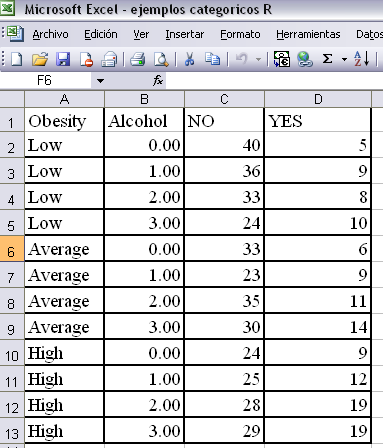 Microsoft Excel - ejemplos categoricos R
Archivo Edición Ver Insertar Formato Herramientas Datos
F6 fx
A B C D
1 Obesity Alcohol NO YES
2 Low 0.00 40 5
3 Low 1.00 36 9
4 Low 2.00 33 8
5 Low 3.00 24 10
6 Average 0.00 33 6
7 Average 1.00 23 9
8 Average 2.00 35 11
9 Average 3.00 30 14
10 High 0.00 24 9
11 High 1.00 25 12
12 High 2.00 28 19
13 High 3.00 29 19